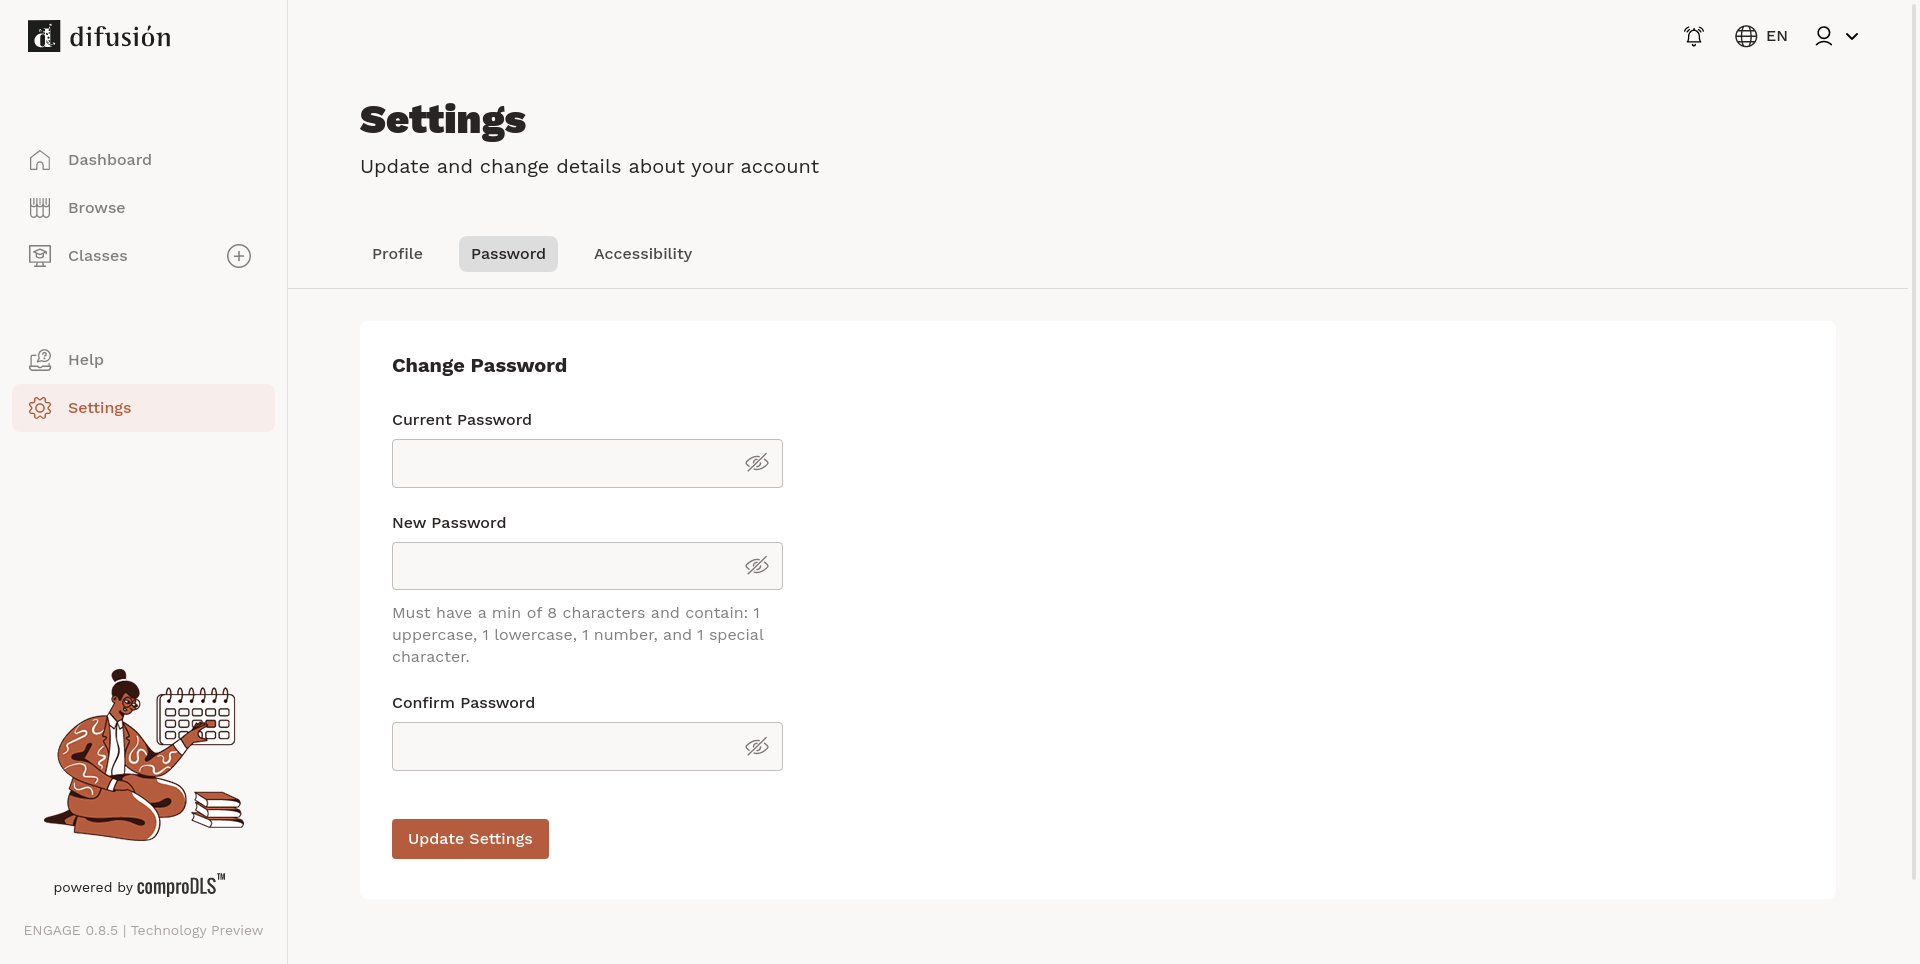 difusión
EN
Dashboard
Browse
Classes
Help
Settings
powered by comproDLS™
ENGAGE 0.8.5 | Technology Preview
Settings
Update and change details about your account
Profile
Password
Accessibility
Change Password
Current Password
New Password
Must have a min of 8 characters and contain: 1
uppercase, 1 lowercase, 1 number, and 1 special
character.
Confirm Password
Update Settings